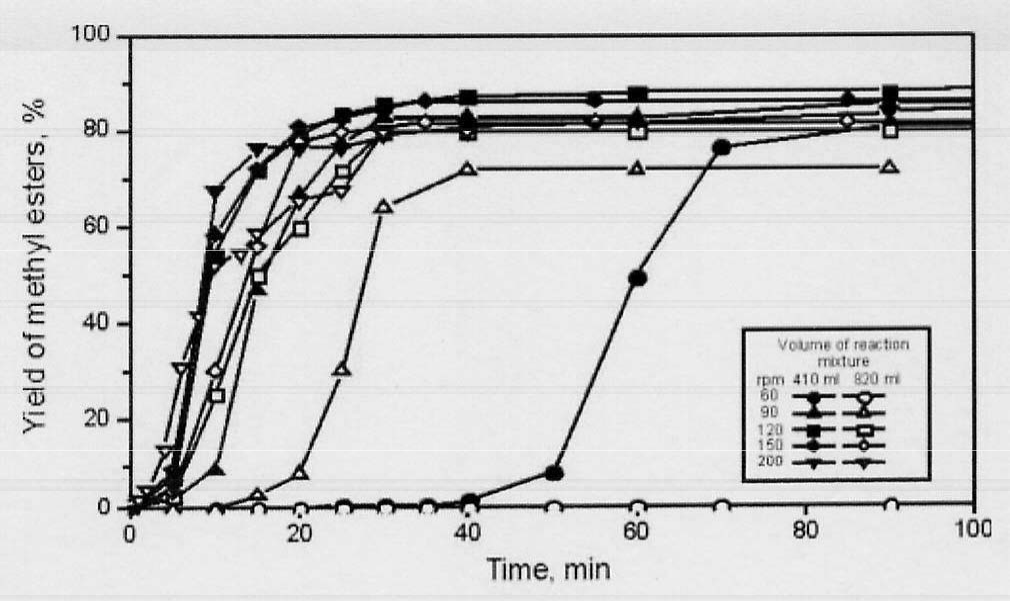 100
80
60
40
20
0
Yield of methyl esters, %
0 20 40 60 80 100
Time, min
Volume of reaction
mixture
rpm 410 ml 820 ml
60
90
120
150
200